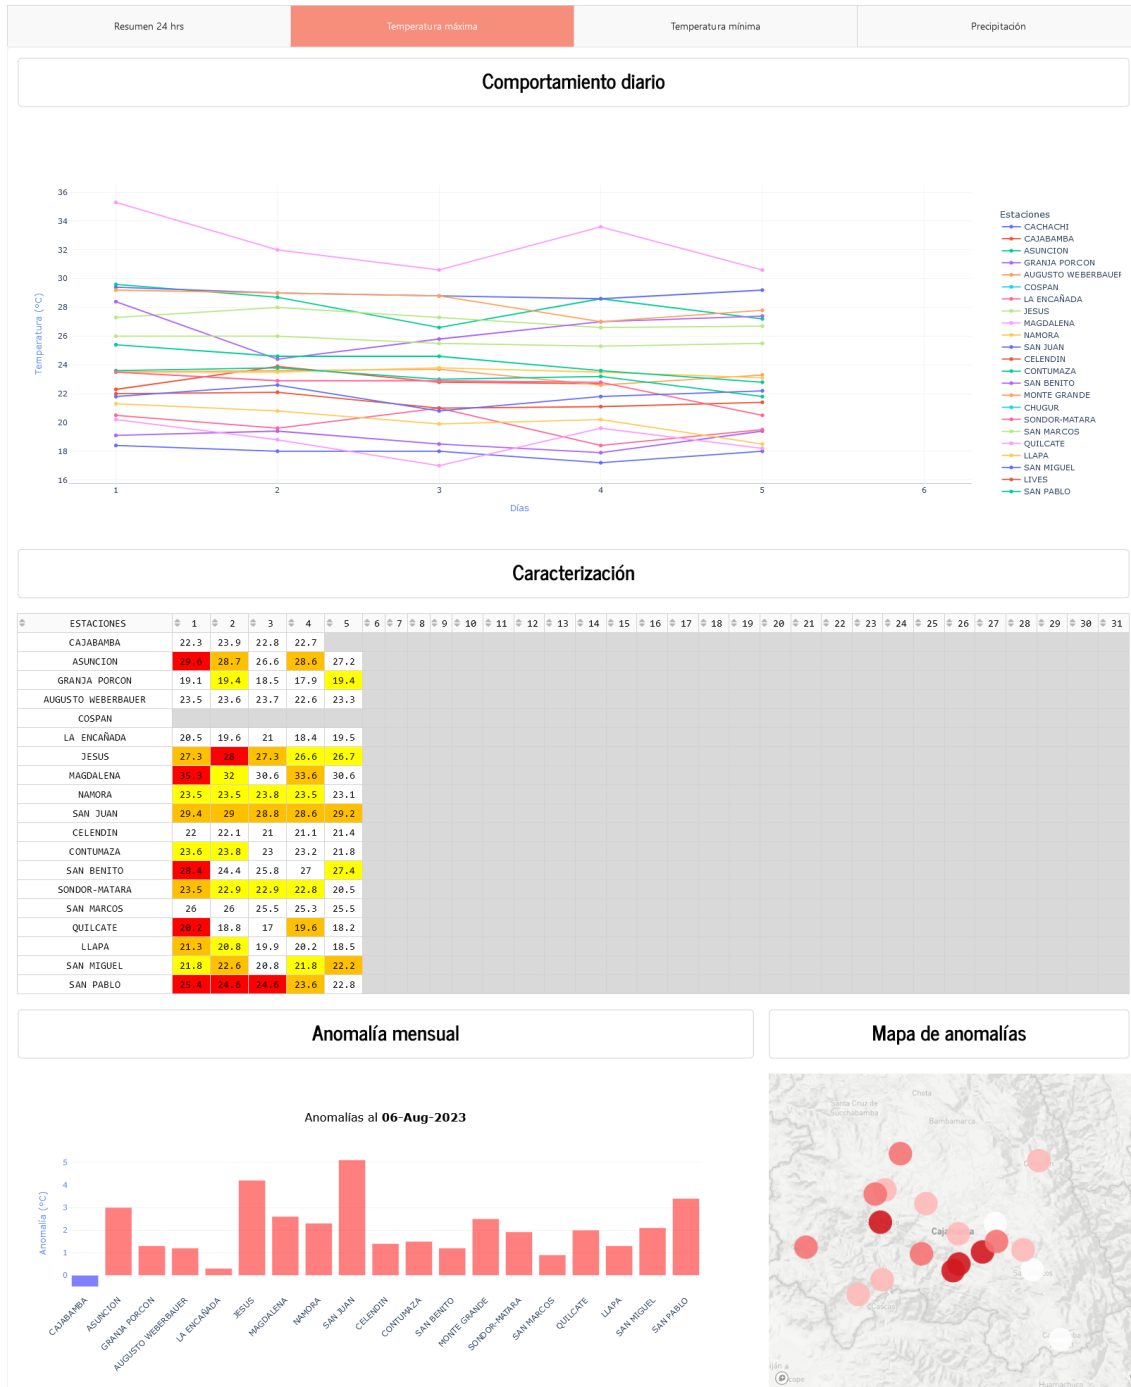 Resumen 24 hrs
Temperatura máxima
Temperatura mínima
Precipitación
Comportamiento diario
36
34
32
30
28
26
24
22
20
18
16
Temperatura (ºC)
1 2 3 4 5 6
Días
Estaciones
CACHACHI
CAJABAMBA
ASUNCION
GRANJA PORCON
AUGUSTO WEBERBAUER
COSPAN
LA ENCAÑADA
JESUS
MAGDALENA
NAMORA
SAN JUAN
CELENDIN
CONTUMAZA
SAN BENITO
MONTE GRANDE
CHUGUR
SONDOR-MATARA
SAN MARCOS
QUILCATE
LLAPA
SAN MIGUEL
LIVES
SAN PABLO
Caracterización
ESTACIONES 1 2 3 4 5 6 7 8 9 10 11 12 13 14 15 16 17 18 19 20 21 22 23 24 25 26 27 28 29 30 31
CAJABAMBA 22.3 23.9 22.8 22.7
ASUNCION 29.6 28.7 26.6 28.6 27.2
GRANJA PORCON 19.1 19.4 18.5 17.9 19.4
AUGUSTO WEBERBAUER 23.5 23.6 23.7 22.6 23.3
COSPAN
LA ENCAÑADA 20.5 19.6 21 18.4 19.5
JESUS 27.3 28 27.3 26.6 26.7
MAGDALENA 35.3 32 30.6 33.6 30.6
NAMORA 23.5 23.5 23.8 23.5 23.1
SAN JUAN 29.4 29 28.8 28.6 29.2
CELENDIN 22 22.1 21 21.1 21.4
CONTUMAZA 23.6 23.8 23 23.2 21.8
SAN BENITO 28.4 24.4 25.8 27 27.4
SONDOR-MATARA 23.5 22.9 22.9 22.8 20.5
SAN MARCOS 26 26 25.5 25.3 25.5
QUILCATE 20.2 18.8 17 19.6 18.2
LLAPA 21.3 20.8 19.9 20.2 18.5
SAN MIGUEL 21.8 22.6 20.8 21.8 22.2
SAN PABLO 25.4 24.6 24.6 23.6 22.8
Anomalía mensual
Mapa de anomalías
Anomalías al 06-Aug-2023
5
4
3
2
1
0
Anomalía (ºC)
CAJABAMBA
ASUNCION
GRANJA PORCON
AUGUSTO WEBERBAUER
LA ENCAÑADA
JESUS
MAGDALENA
NAMORA
SAN JUAN
CELENDIN
CONTUMAZA
SAN BENITO
MONTE GRANDE
SONDOR-MATARA
SAN MARCOS
QUILCATE
LLAPA
SAN MIGUEL
SAN PABLO
Chota
Santa Cruz de
Succhabamba
Bambamarca
Cascas
Huamachuco